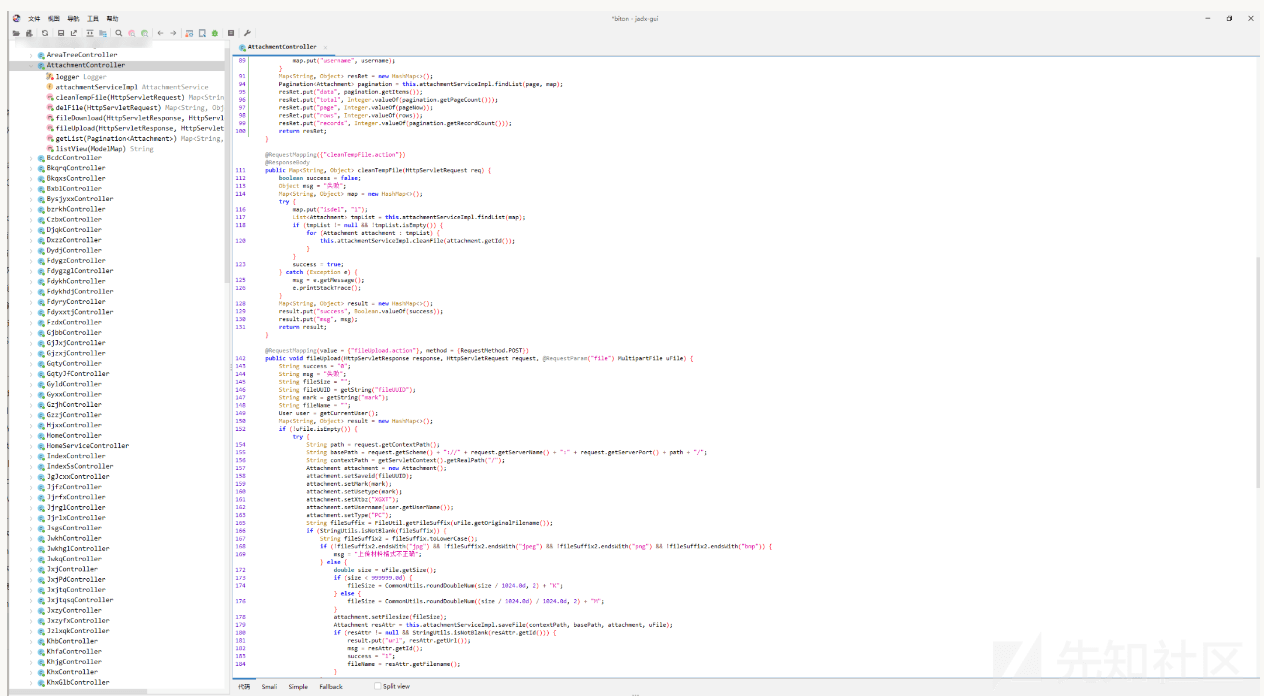 文件 视图 导航 工具 帮助
*biton - jadx-gui
AreaTreeController
AttachmentController
logger Logger
attachmentServiceImpl AttachmentService
cleanTempFile(HttpServletRequest) Map<Strin
delFile(HttpServletRequest) Map<String, Obj
fileDownload(HttpServletResponse, HttpServl
fileUpload(HttpServletResponse, HttpServlet
getList(Pagination<Attachment>) Map<String,
listView(ModelMap) String
BcdcController
BkqrqController
BkqxsController
BxblController
BysjyxxController
bzrkhController
CzbxController
DjqkController
DxzzController
DydjController
FdygzController
FdygzglController
FdykhController
FdykhdjController
FdyryController
FdyxxtjController
FzdxController
GjbbController
GjJxjController
GjzxjController
GqtyController
GqtyJfController
GyldController
GyxxController
GzjhController
GzzjController
HjxxController
HomeController
HomeServiceController
IndexController
IndexSsController
JgJcxxController
JjfzController
JjrfxController
JjrglController
JjrlxController
JsgsController
JwkhController
JwkhglController
JwkqController
JxjController
JxjPdController
JxjtqController
JxjtqsqController
JxzyController
JxzyfxController
JzixqkController
KhbController
KhfaController
KhjgController
KhxController
KhxGlbController
AttachmentController
89 map.put("username", username);
}
91 Map<String, Object> resRet = new HashMap<>();
94 Pagination<Attachment> pagination = this.attachmentServiceImpl.findList(page, map);
95 resRet.put("data", pagination.getItems());
96 resRet.put("total", Integer.valueOf(pagination.getPageCount()));
97 resRet.put("page", Integer.valueOf(pageNow));
98 resRet.put("rows", Integer.valueOf(rows));
99 resRet.put("records", Integer.valueOf(pagination.getRecordCount()));
100 return resRet;
}
@RequestMapping({"cleanTempFile.action"})
@ResponseBody
111 public Map<String, Object> cleanTempFile(HttpServletRequest req) {
112 boolean success = false;
113 Object msg = "失败";
114 Map<String, Object> map = new HashMap<>();
try {
116 map.put("isdel", "1");
117 List<Attachment> tmpList = this.attachmentServiceImpl.findList(map);
118 if (tmpList != null && !tmpList.isEmpty()) {
for (Attachment attachment : tmpList) {
120 this.attachmentServiceImpl.cleanFile(attachment.getId());
}
}
123 success = true;
} catch (Exception e) {
125 msg = e.getMessage();
126 e.printStackTrace();
}
128 Map<String, Object> result = new HashMap<>();
129 result.put("success", Boolean.valueOf(success));
130 result.put("msg", msg);
131 return result;
}
@RequestMapping(value = {"fileUpload.action"}, method = {RequestMethod.POST})
142 public void fileUpload(HttpServletResponse response, HttpServletRequest request, @RequestParam("file") MultipartFile uFile) {
143 String success = "0";
144 String msg = "失败";
145 String fileSize = "";
146 String fileUUID = getString("fileUUID");
147 String mark = getString("mark");
148 String fileName = "";
149 User user = getCurrentUser();
150 Map<String, Object> result = new HashMap<>();
152 if (!uFile.isEmpty()) {
try {
154 String path = request.getContextPath();
155 String basePath = request.getScheme() + "://" + request.getServerName() + ":" + request.getServerPort() + path + "/";
156 String contextPath = getServletContext().getRealPath("/");
157 Attachment attachment = new Attachment();
158 attachment.setSaveid(fileUUID);
159 attachment.setMark(mark);
160 attachment.setUsetype(mark);
161 attachment.setXtbz("XGXT");
162 attachment.setUsername(user.getUserName());
163 attachment.setType("PC");
165 String fileSuffix = FileUtil.getFileSuffix(uFile.getOriginalFilename());
166 if (StringUtils.isNotBlank(fileSuffix)) {
167 String fileSuffix2 = fileSuffix.toLowerCase();
168 if (!fileSuffix2.endsWith("jpg") && !fileSuffix2.endsWith("jpeg") && !fileSuffix2.endsWith("png") && !fileSuffix2.endsWith("bmp")) {
169 msg = "上传材料格式不正确";
} else {
172 double size = uFile.getSize();
173 if (size < 999999.0d) {
174 fileSize = CommonUtils.roundDoubleNum(size / 1024.0d, 2) + "K";
} else {
176 fileSize = CommonUtils.roundDoubleNum((size / 1024.0d) / 1024.0d, 2) + "M";
}
178 attachment.setFilesize(fileSize);
179 Attachment resAttr = this.attachmentServiceImpl.saveFile(contextPath, basePath, attachment, uFile);
180 if (resAttr != null && StringUtils.isNotBlank(resAttr.getId())) {
181 result.put("url", resAttr.getUrl());
182 msg = resAttr.getId();
183 success = "1";
184 fileName = resAttr.getFilename();
}
代码 Smali Simple Fallback Split view
先知社区